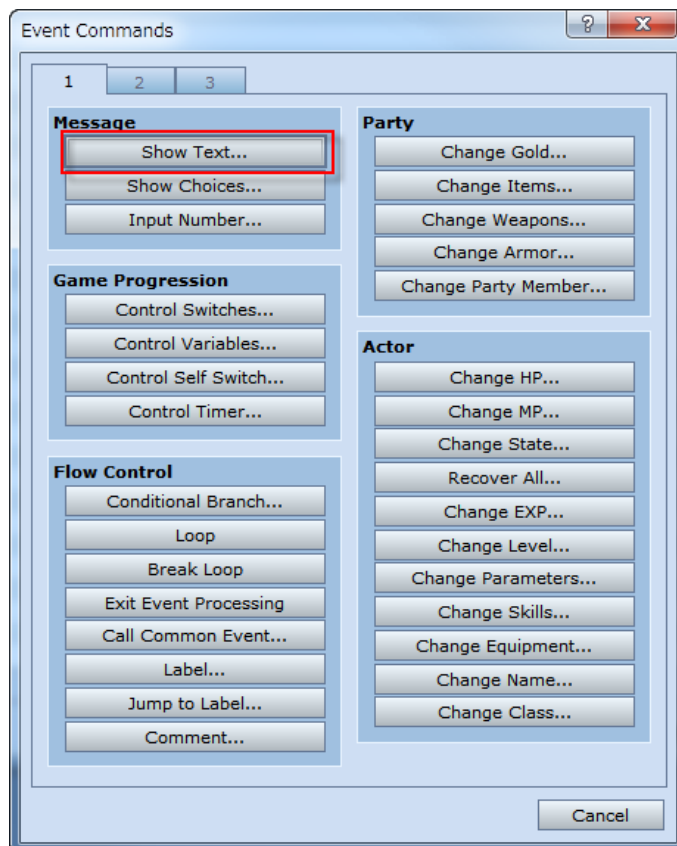 Event Commands
?
X
1 2 3
Message
Show Text...
Show Choices...
Input Number...
Game Progression
Control Switches...
Control Variables...
Control Self Switch...
Control Timer...
Flow Control
Conditional Branch...
Loop
Break Loop
Exit Event Processing
Call Common Event...
Label...
Jump to Label...
Comment...
Party
Change Gold...
Change Items...
Change Weapons...
Change Armor...
Change Party Member...
Actor
Change HP...
Change MP...
Change State...
Recover All...
Change EXP...
Change Level...
Change Parameters...
Change Skills...
Change Equipment...
Change Name...
Change Class...
Cancel